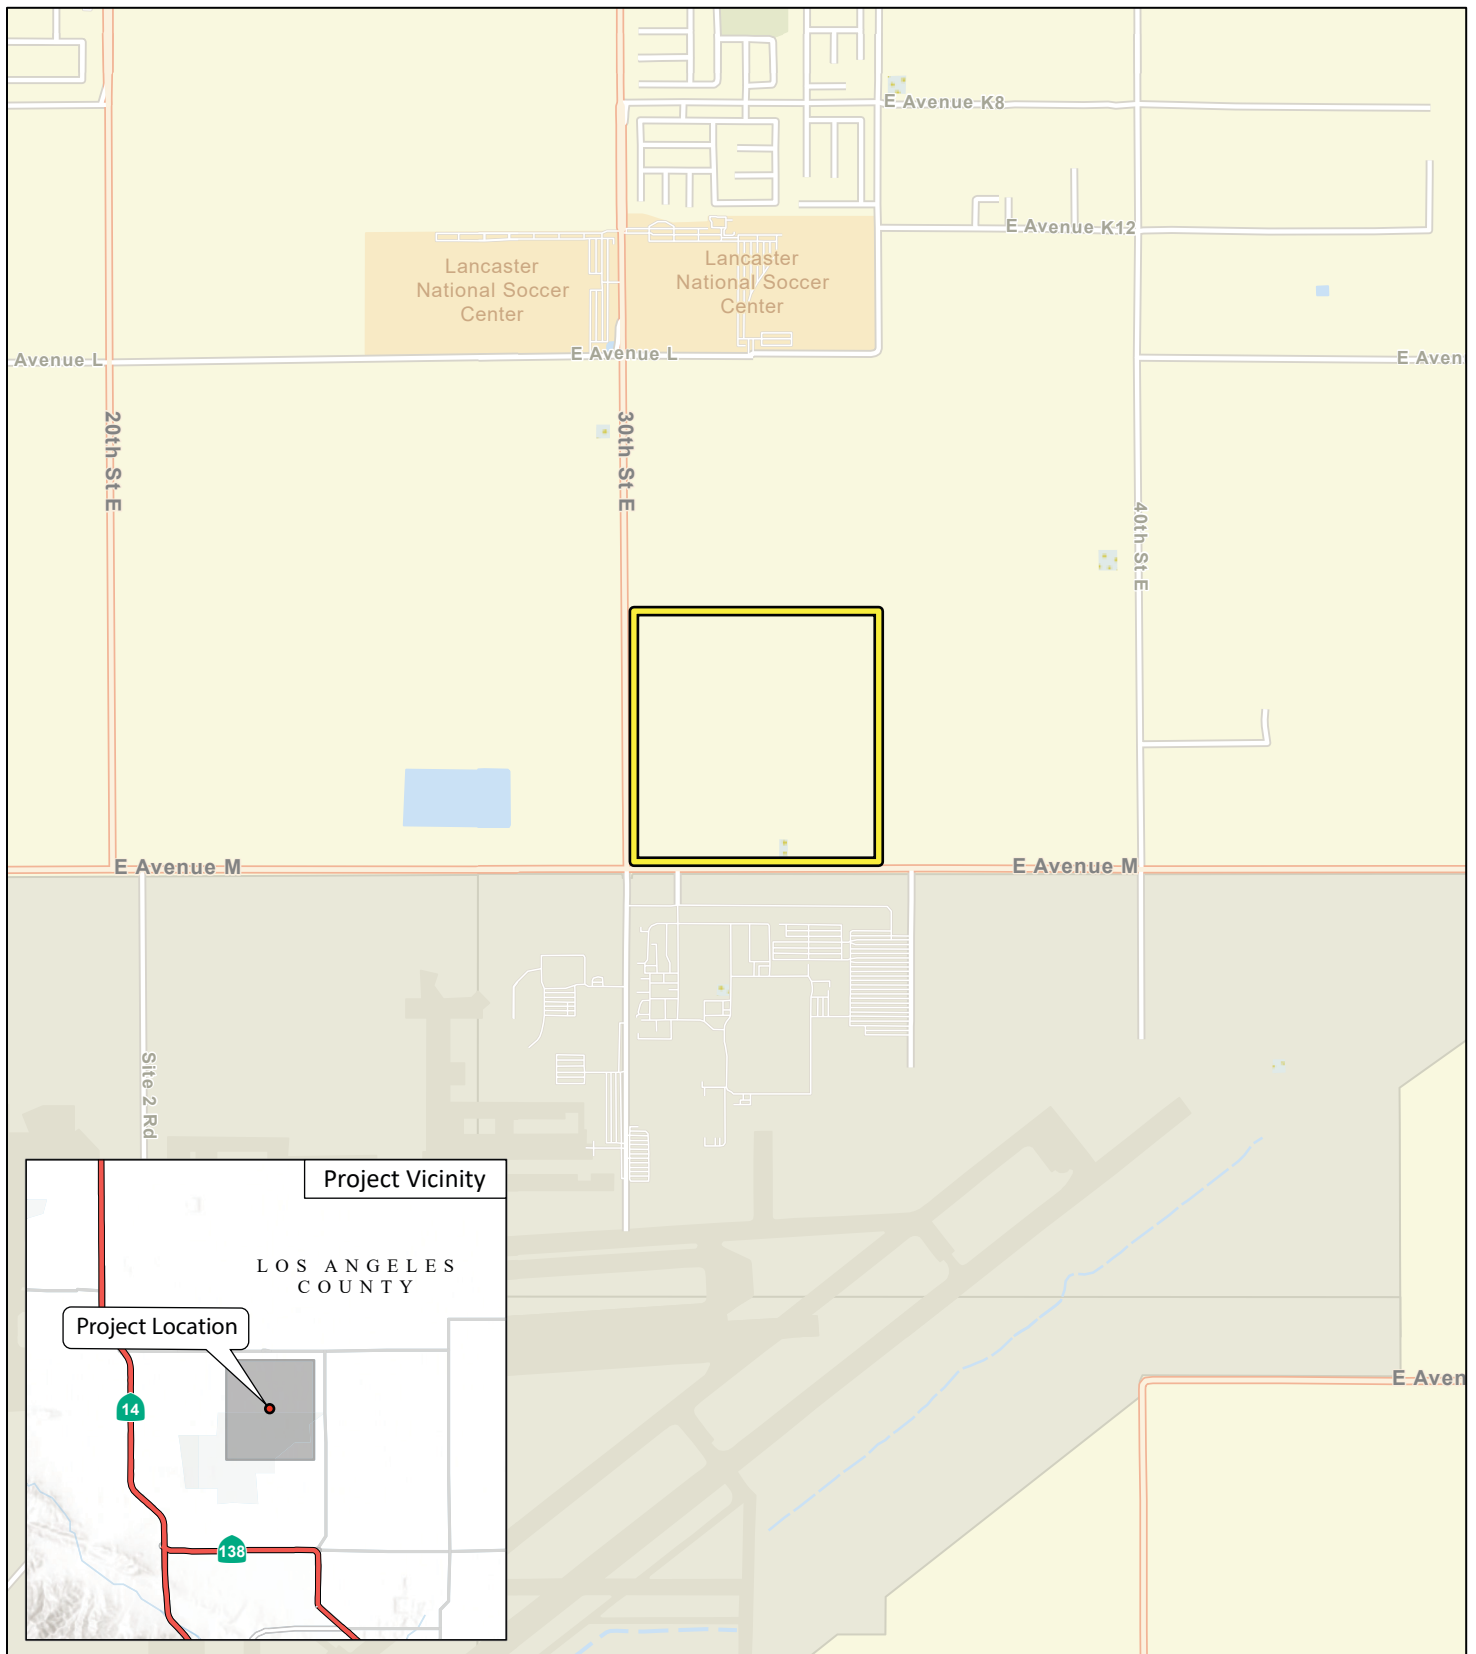 E Avenue K8
E Avenue K12
Lancaster
National Soccer
Center
Lancaster
National Soccer
Center
Avenue L
E Avenue L
E Aven
20th St E
30th St E
40th St E
E Avenue M
E Avenue M
Site 2 Rd
E Aven
Project Vicinity
LOS ANGELES
COUNTY
Project Location
14
138